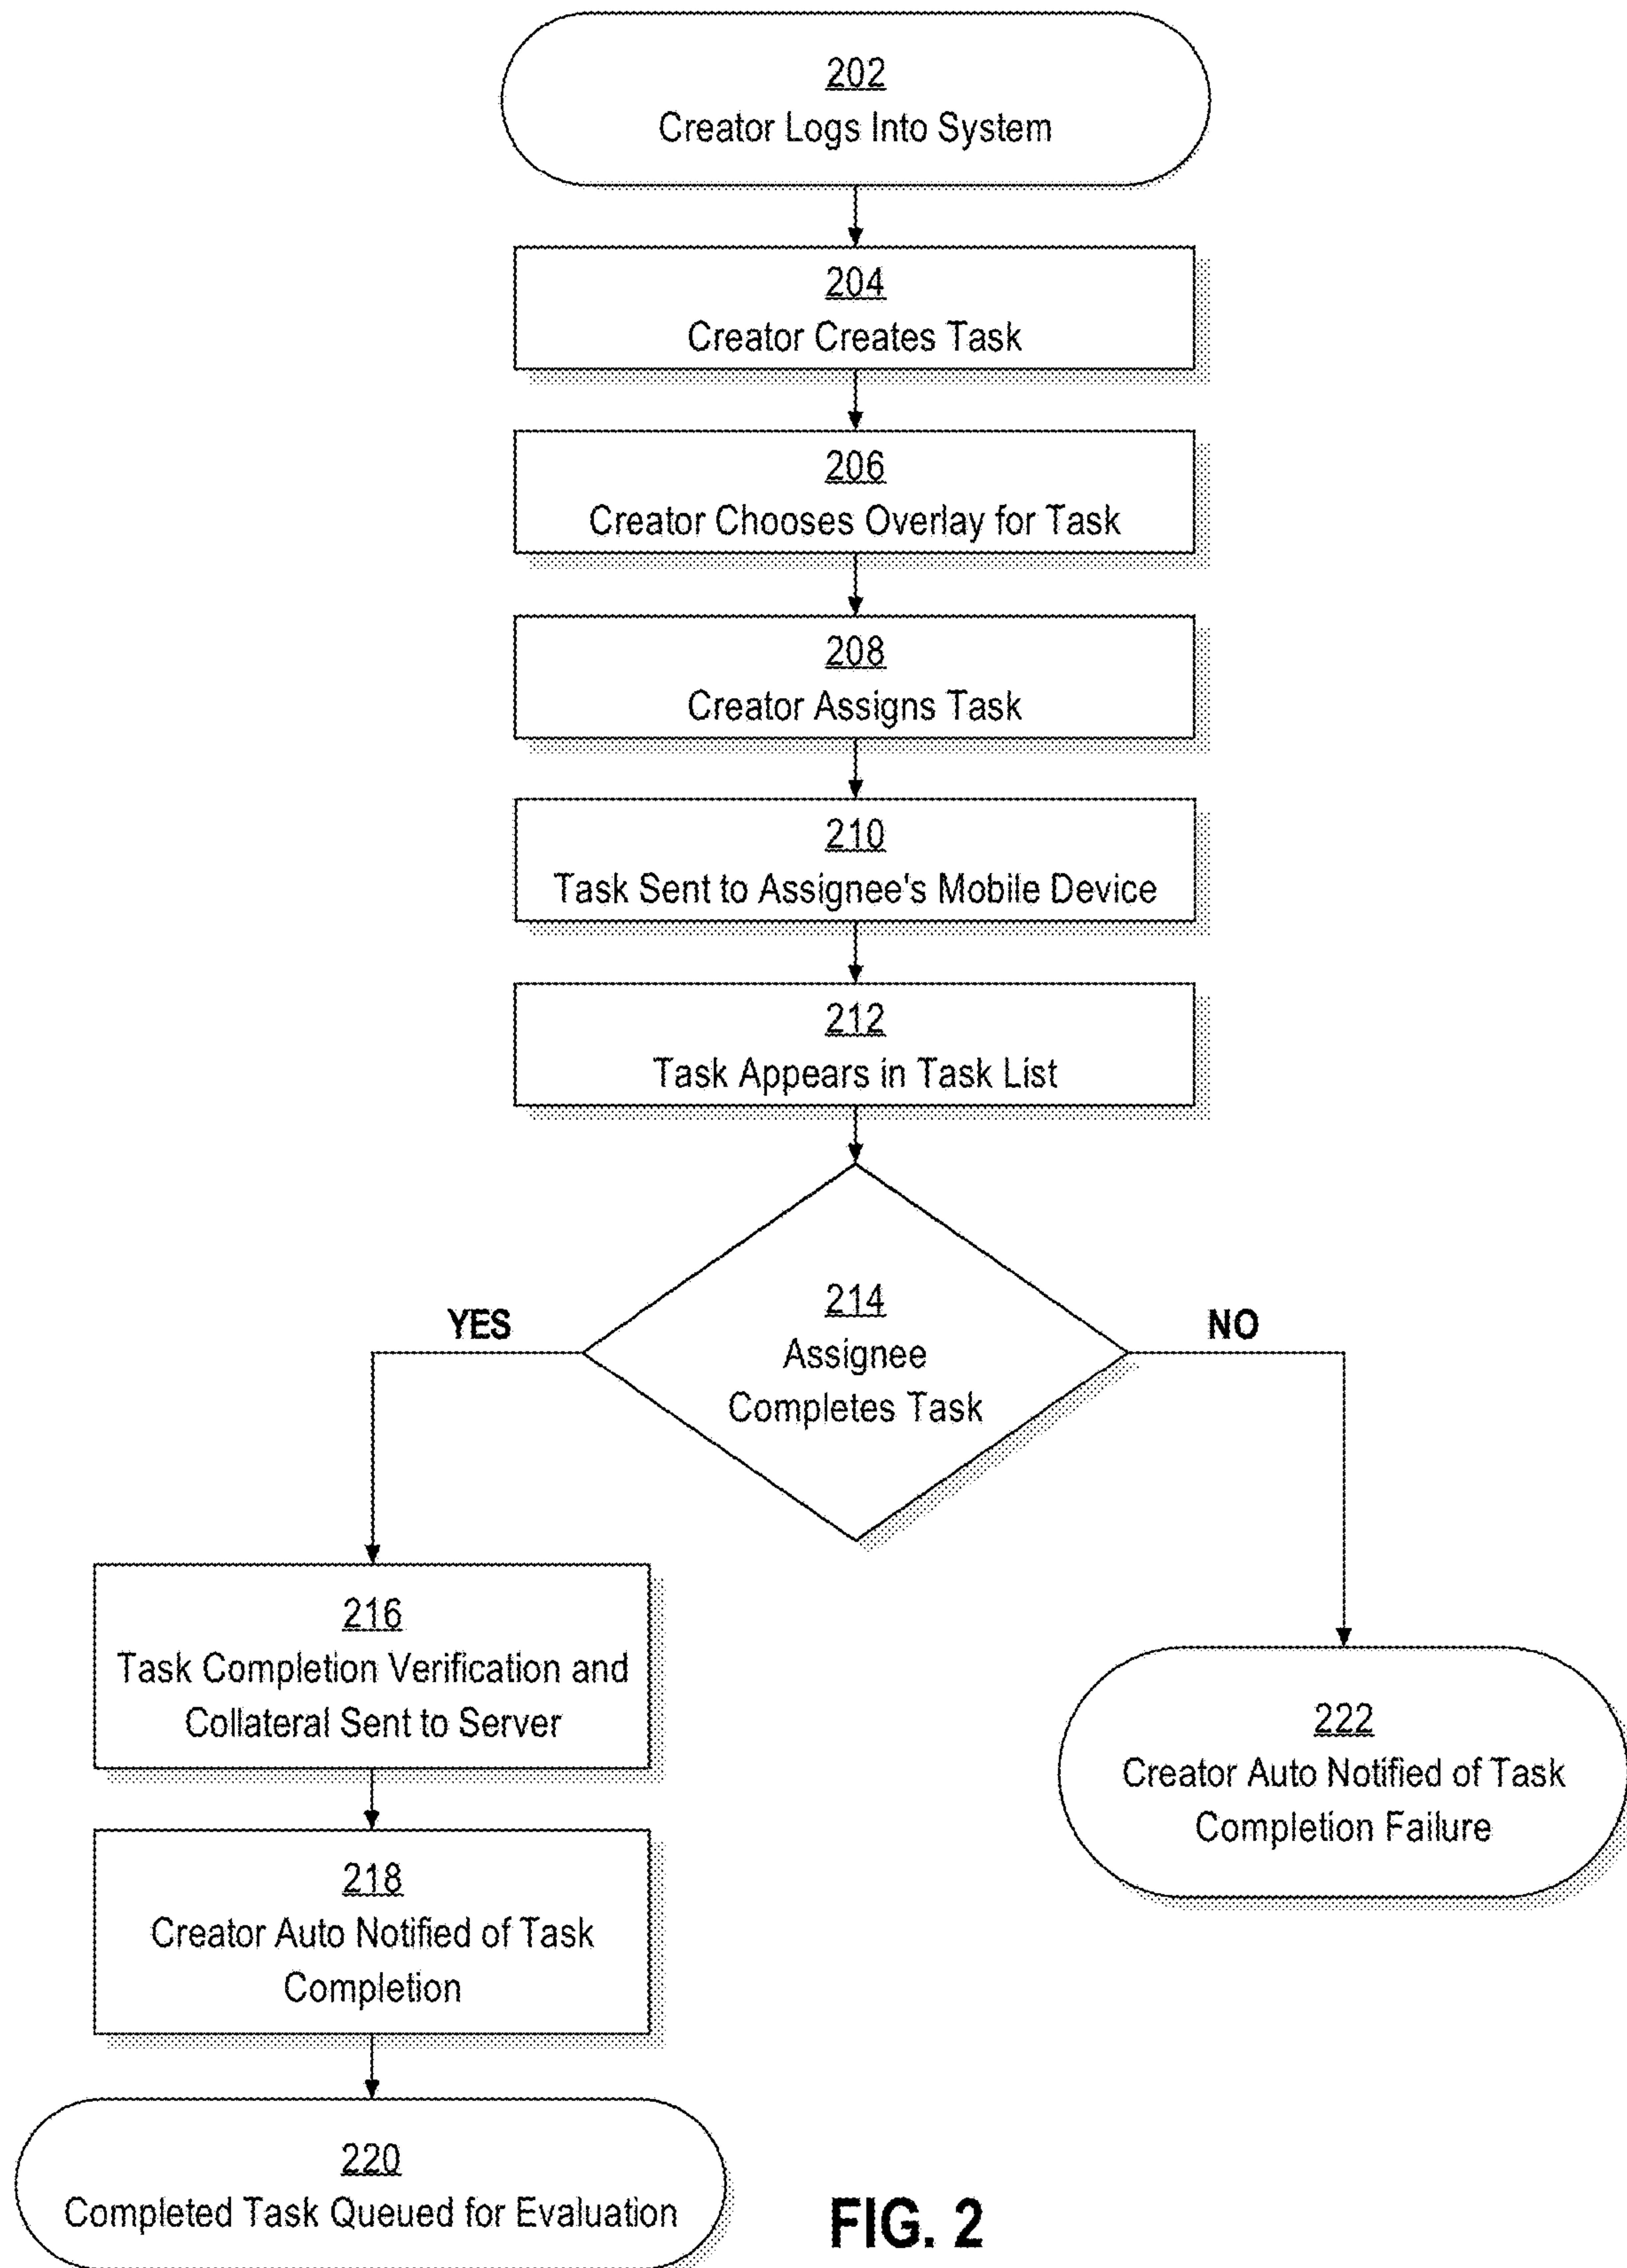 202
Creator Logs Into System
204
Creator Creates Task
206
Creator Chooses Overlay for Task
208
Creator Assigns Task
210
Task Sent to Assignee's Mobile Device
212
Task Appears in Task List
214
Assignee
Completes Task
YES
NO
216
Task Completion Verification and
Collateral Sent to Server
218
Creator Auto Notified of Task
Completion
220
Completed Task Queued for Evaluation
222
Creator Auto Notified of Task
Completion Failure
FIG. 2